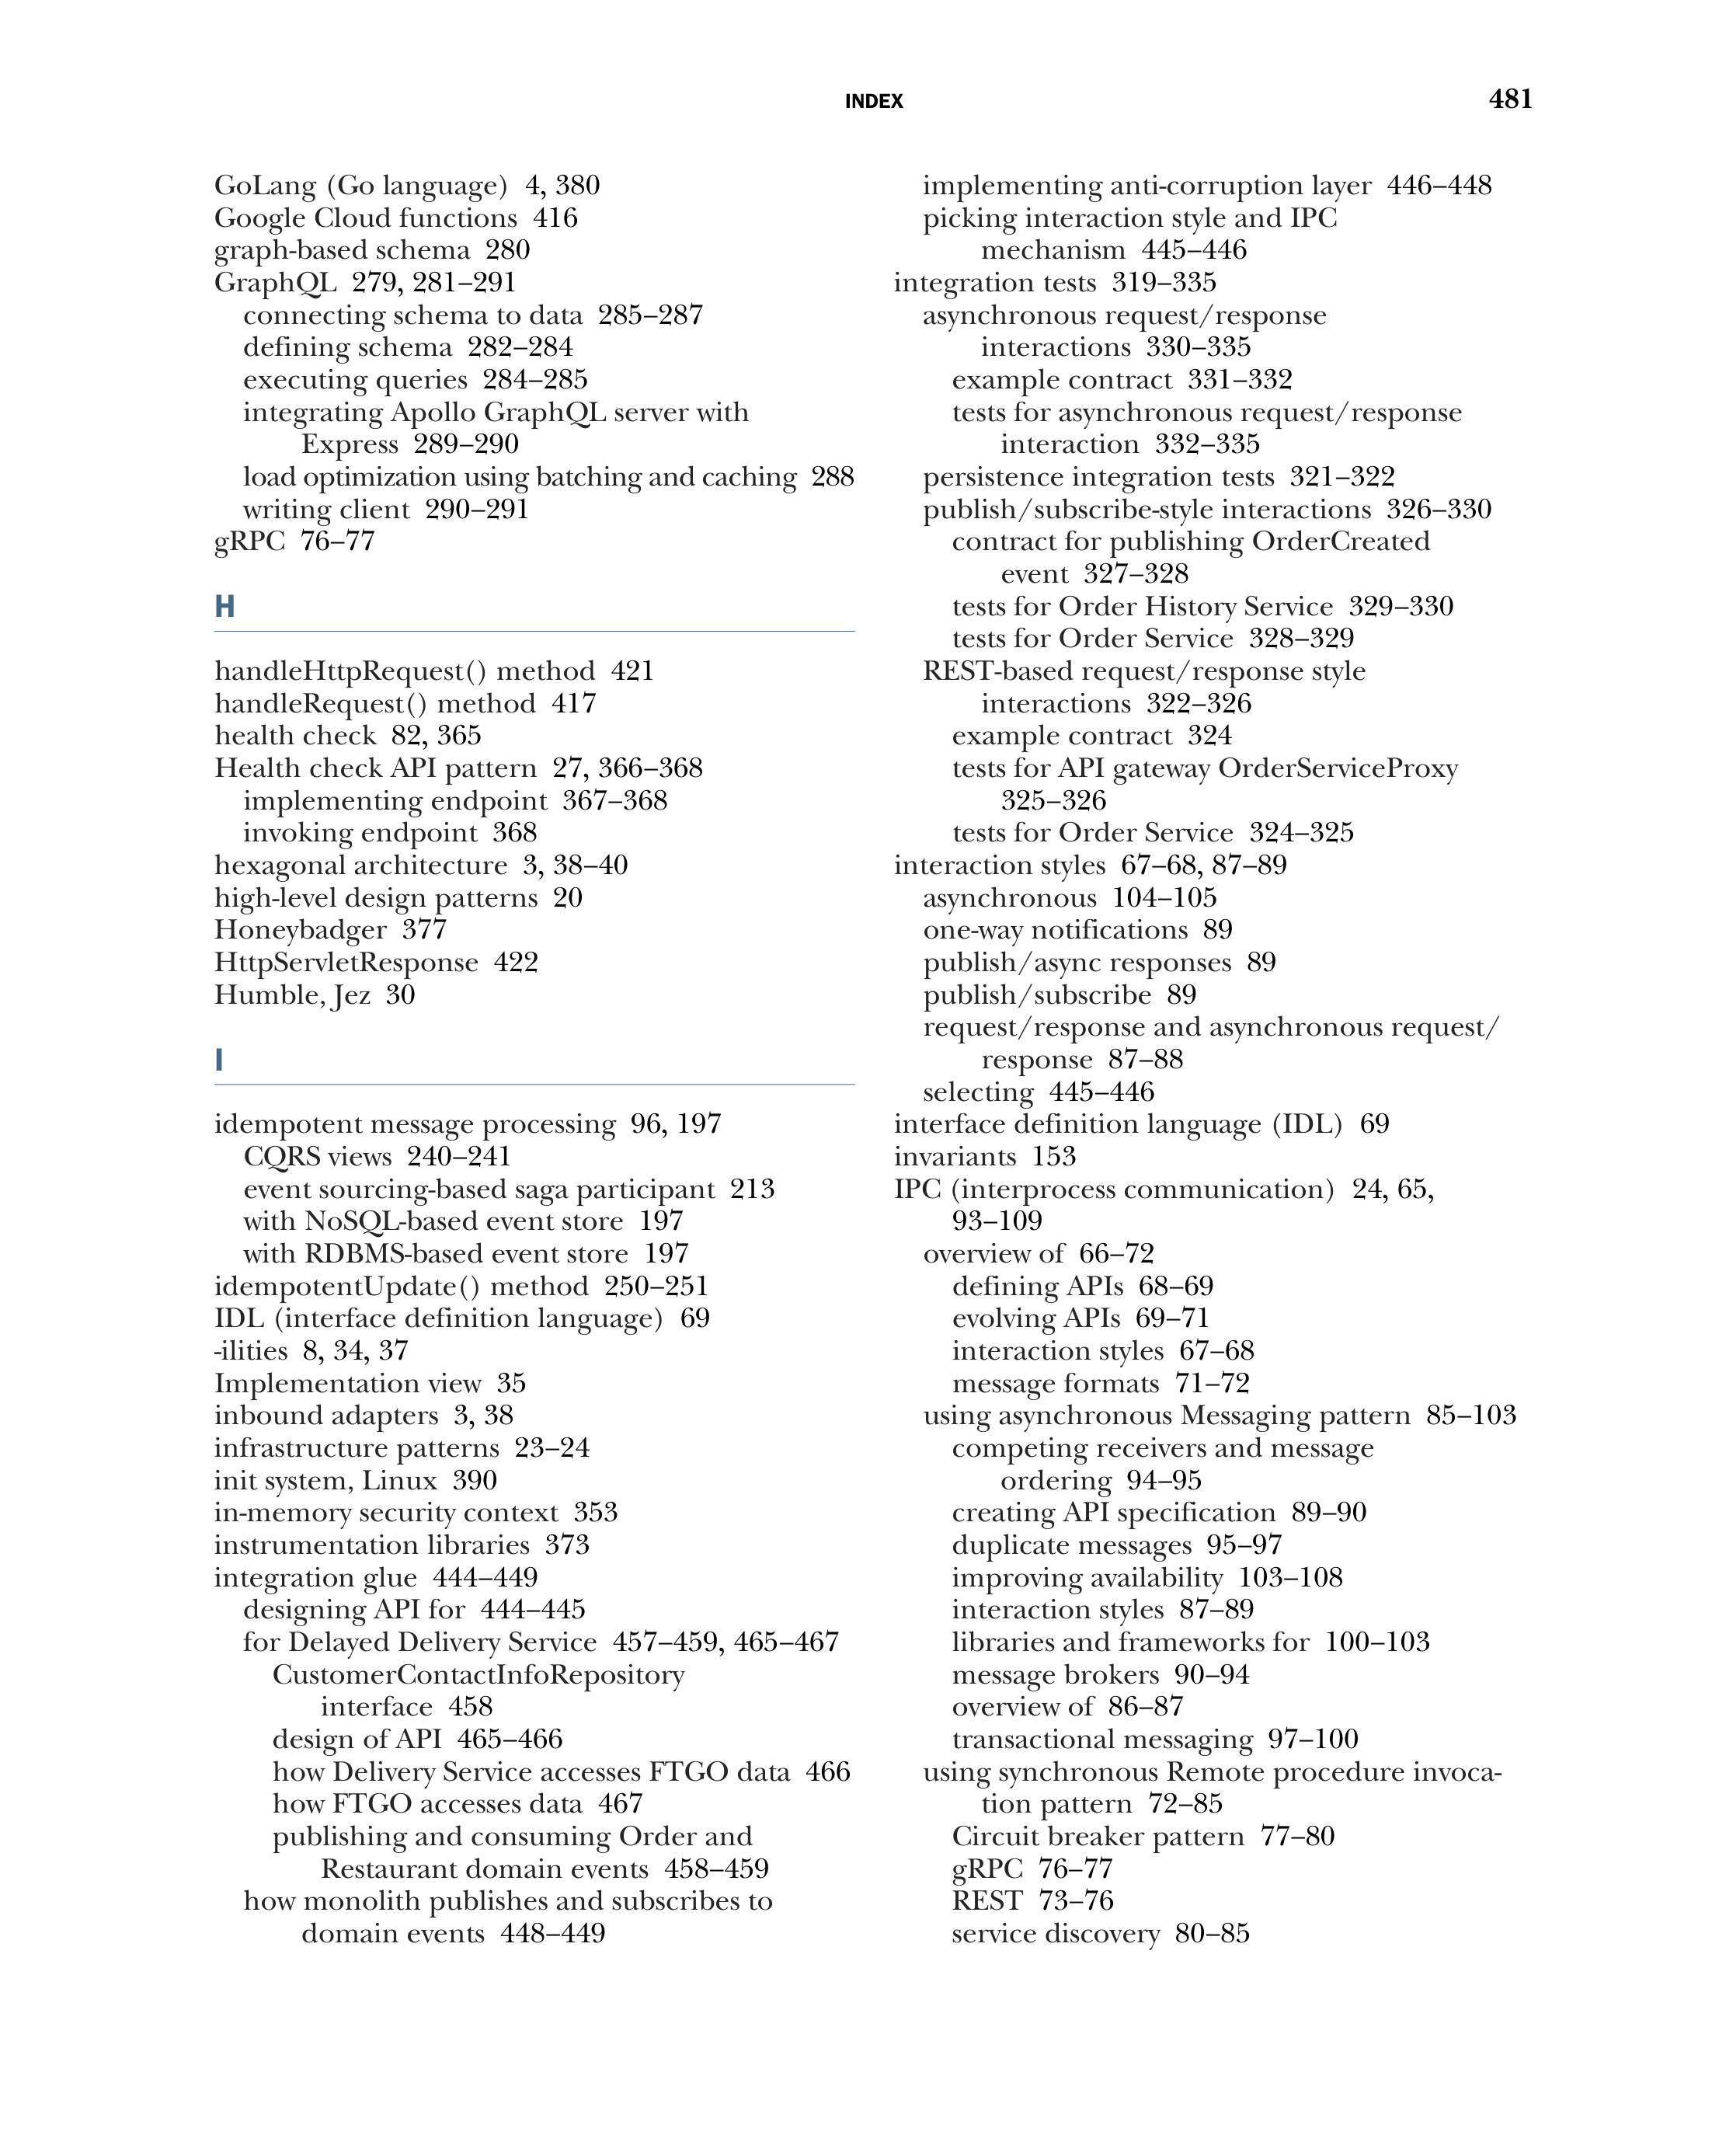 INDEX 481
GoLang (Go language) 4, 380
Google Cloud functions 416
graph-based schema 280
GraphQL 279, 281–291
connecting schema to data 285–287
defining schema 282–284
executing queries 284–285
integrating Apollo GraphQL server with
Express 289–290
load optimization using batching and caching 288
writing client 290–291
gRPC 76–77
H
handleHttpRequest() method 421
handleRequest() method 417
health check 82, 365
Health check API pattern 27, 366–368
implementing endpoint 367–368
invoking endpoint 368
hexagonal architecture 3, 38–40
high-level design patterns 20
Honeybadger 377
HttpServletResponse 422
Humble, Jez 30
I
idempotent message processing 96, 197
CQRS views 240–241
event sourcing-based saga participant 213
with NoSQL-based event store 197
with RDBMS-based event store 197
idempotentUpdate() method 250–251
IDL (interface definition language) 69
-ilities 8, 34, 37
Implementation view 35
inbound adapters 3, 38
infrastructure patterns 23–24
init system, Linux 390
in-memory security context 353
instrumentation libraries 373
integration glue 444–449
designing API for 444–445
for Delayed Delivery Service 457–459, 465–467
CustomerContactInfoRepository
interface 458
design of API 465–466
how Delivery Service accesses FTGO data 466
how FTGO accesses data 467
publishing and consuming Order and
Restaurant domain events 458–459
how monolith publishes and subscribes to
domain events 448–449
implementing anti-corruption layer 446–448
picking interaction style and IPC
mechanism 445–446
integration tests 319–335
asynchronous request/response
interactions 330–335
example contract 331–332
tests for asynchronous request/response
interaction 332–335
persistence integration tests 321–322
publish/subscribe-style interactions 326–330
contract for publishing OrderCreated
event 327–328
tests for Order History Service 329–330
tests for Order Service 328–329
REST-based request/response style
interactions 322–326
example contract 324
tests for API gateway OrderServiceProxy
325–326
tests for Order Service 324–325
interaction styles 67–68, 87–89
asynchronous 104–105
one-way notifications 89
publish/async responses 89
publish/subscribe 89
request/response and asynchronous request/
response 87–88
selecting 445–446
interface definition language (IDL) 69
invariants 153
IPC (interprocess communication) 24, 65,
93–109
overview of 66–72
defining APIs 68–69
evolving APIs 69–71
interaction styles 67–68
message formats 71–72
using asynchronous Messaging pattern 85–103
competing receivers and message
ordering 94–95
creating API specification 89–90
duplicate messages 95–97
improving availability 103–108
interaction styles 87–89
libraries and frameworks for 100–103
message brokers 90–94
overview of 86–87
transactional messaging 97–100
using synchronous Remote procedure invoca-
tion pattern 72–85
Circuit breaker pattern 77–80
gRPC 76–77
REST 73–76
service discovery 80–85